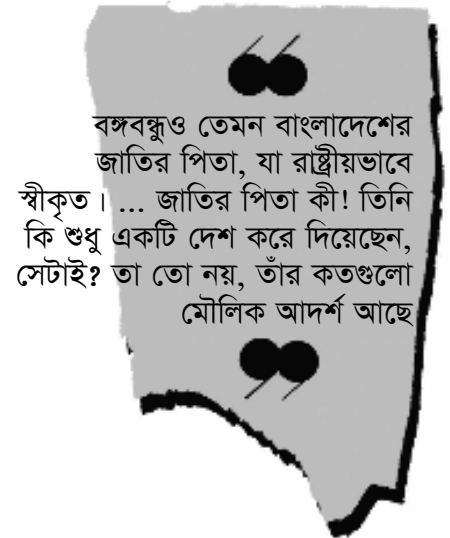 বঙ্গবন্ধুও তেমন বাংলাদেশের
জাতির পিতা, যা রাষ্ট্রীয়ভাবে
স্বীকৃত। ... জাতির পিতা কী! তিনি
কি শুধু একটি দেশ করে দিয়েছেন,
সেটাই? তা তো নয়, তাঁর কতগুলো
মৌলিক আদর্শ আছে